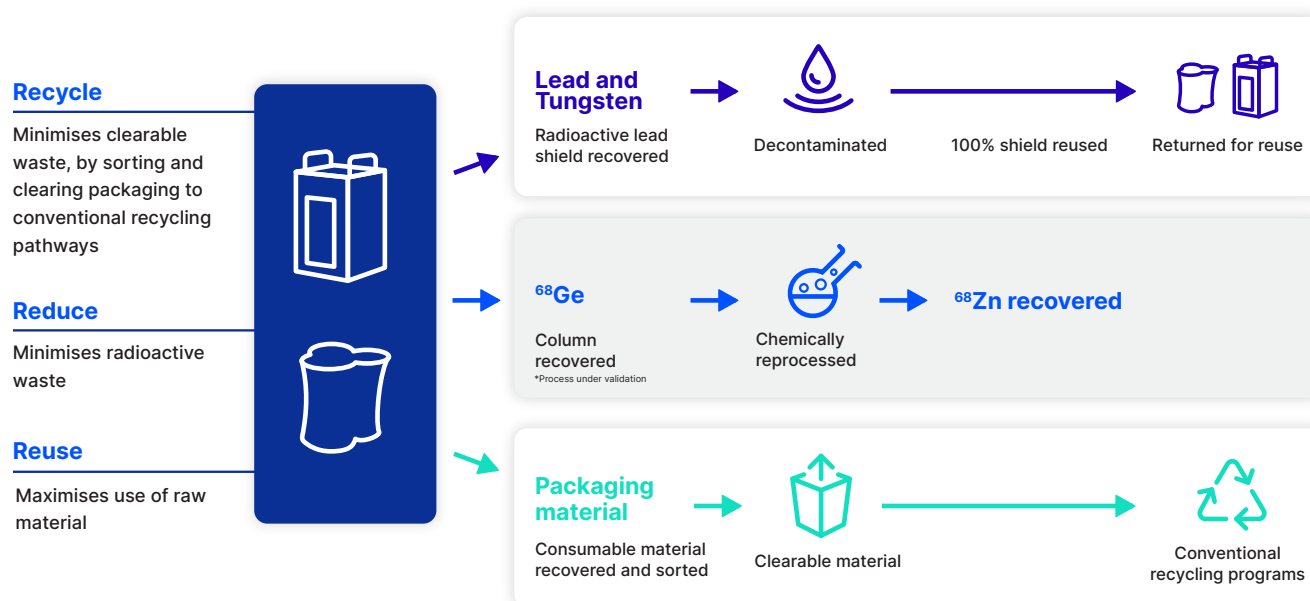 Recycle
Minimises clearable
waste, by sorting and
clearing packaging to
conventional recycling
pathways
Reduce
Minimises radioactive
waste
Reuse
Maximises use of raw
material
Lead and
Tungsten
Radioactive lead
shield recovered
Decontaminated
100% shield reused
Returned for reuse
⁶⁸Ge
Column
recovered
*Process under validation
Chemically
reprocessed
⁶⁸Zn recovered
Packaging
material
Consumable material
recovered and sorted
Clearable material
Conventional
recycling programs